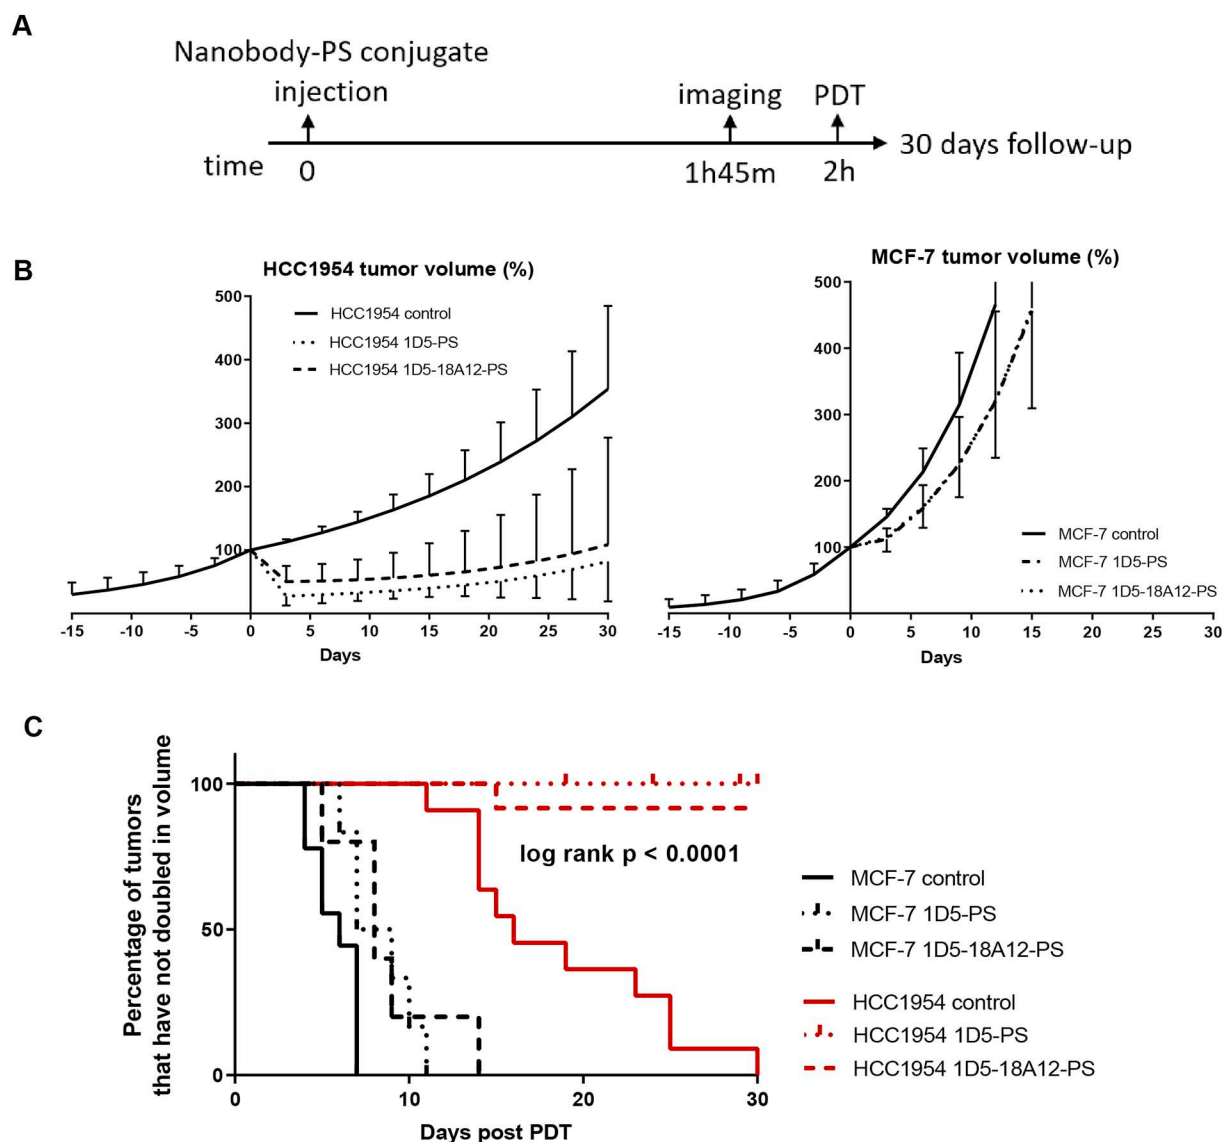 A
Nanobody-PS conjugate
injection
imaging
PDT
30 days follow-up
time
0
1h45m
2h
B
HCC1954 tumor volume (%)
500
400
300
200
100
HCC1954 control
HCC1954 1D5-PS
HCC1954 1D5-18A12-PS
-15
-10
-5
0
5
10
15
20
25
30
Days
MCF-7 tumor volume (%)
500
400
300
200
100
MCF-7 control
MCF-7 1D5-PS
MCF-7 1D5-18A12-PS
-15
-10
-5
0
5
10
15
20
25
30
Days
C
Percentage of tumors
that have not doubled in volume
100
50
0
log rank p < 0.0001
0
10
20
30
Days post PDT
MCF-7 control
MCF-7 1D5-PS
MCF-7 1D5-18A12-PS
HCC1954 control
HCC1954 1D5-PS
HCC1954 1D5-18A12-PS